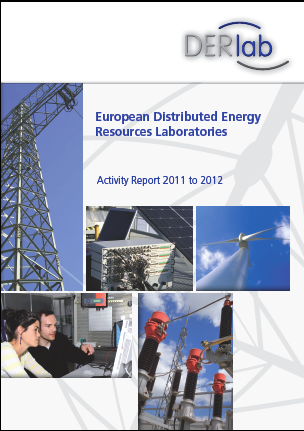 DERlab
European Distributed Energy
Resources Laboratories
Activity Report 2011 to 2012